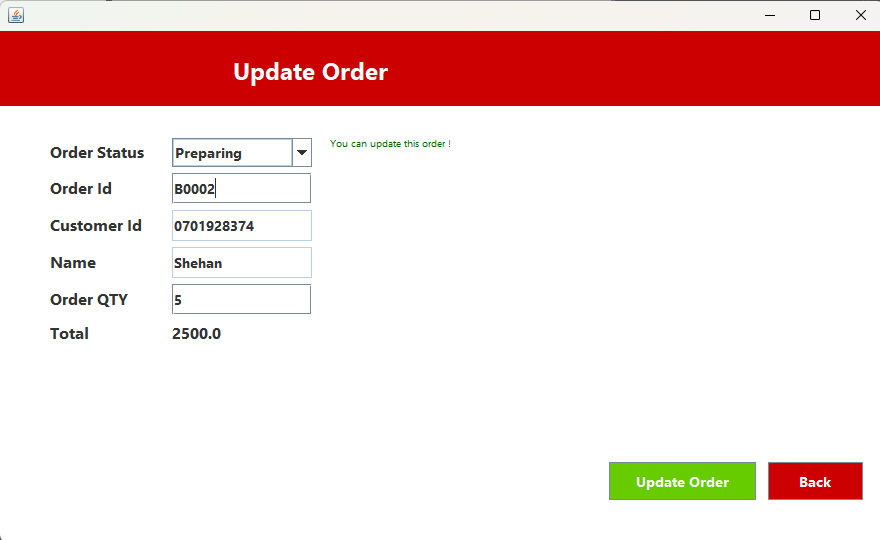 Update Order
Order Status Preparing You can update this order !
Order Id B0002
Customer Id 0701928374
Name Shehan
Order QTY 5
Total 2500.0
Update Order Back